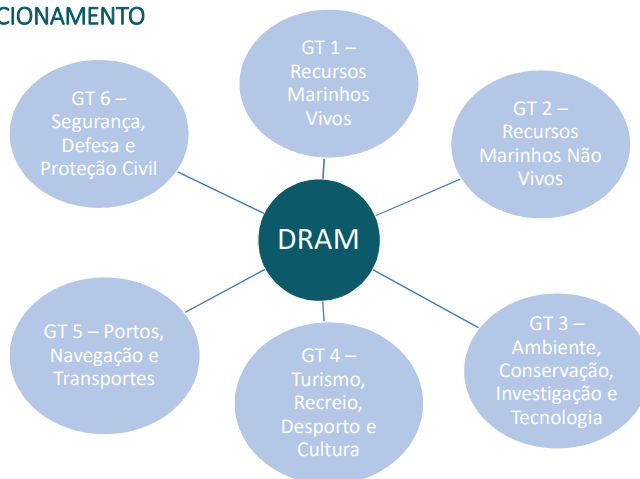 CIONAMENTO
GT 1 –
Recursos
Marinhos
Vivos
GT 2 –
Recursos
Marinhos Não
Vivos
GT 3 –
Ambiente,
Conservação,
Investigação e
Tecnologia
GT 4 –
Turismo,
Recreio,
Desporto e
Cultura
GT 5 – Portos,
Navegação e
Transportes
GT 6 –
Segurança,
Defesa e
Proteção Civil
DRAM